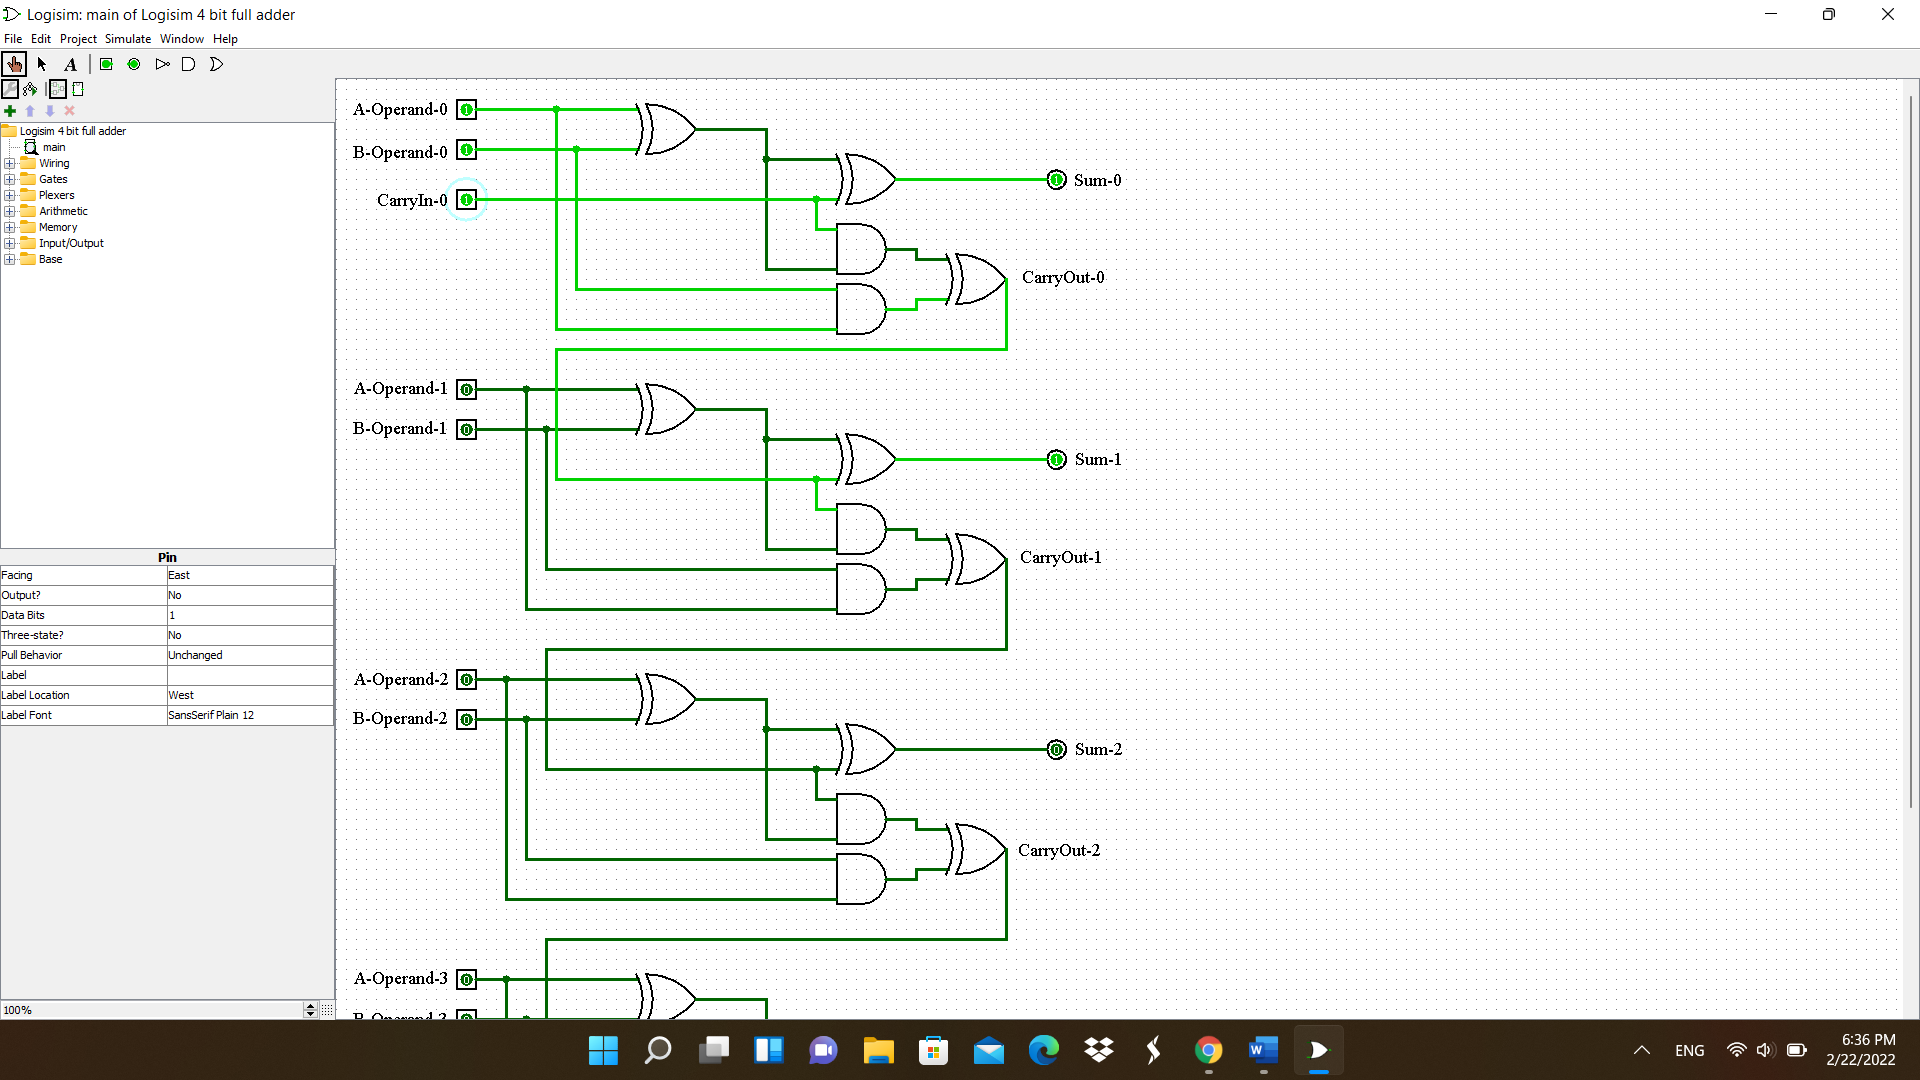 Logisim: main of Logisim 4 bit full adder
File Edit Project Simulate Window Help
A
Logisim 4 bit full adder
main
Wiring
Gates
Plexers
Arithmetic
Memory
Input/Output
Base
Pin
Facing East
Output? No
Data Bits 1
Three-state? No
Pull Behavior Unchanged
Label
Label Location West
Label Font SansSerif Plain 12
100%
A-Operand-0 1
B-Operand-0 1
CarryIn-0 1
1 Sum-0
CarryOut-0
A-Operand-1 0
B-Operand-1 0
1 Sum-1
CarryOut-1
A-Operand-2 0
B-Operand-2 0
0 Sum-2
CarryOut-2
A-Operand-3 0
B-Operand-3 0
W
ENG
6:36 PM
2/22/2022